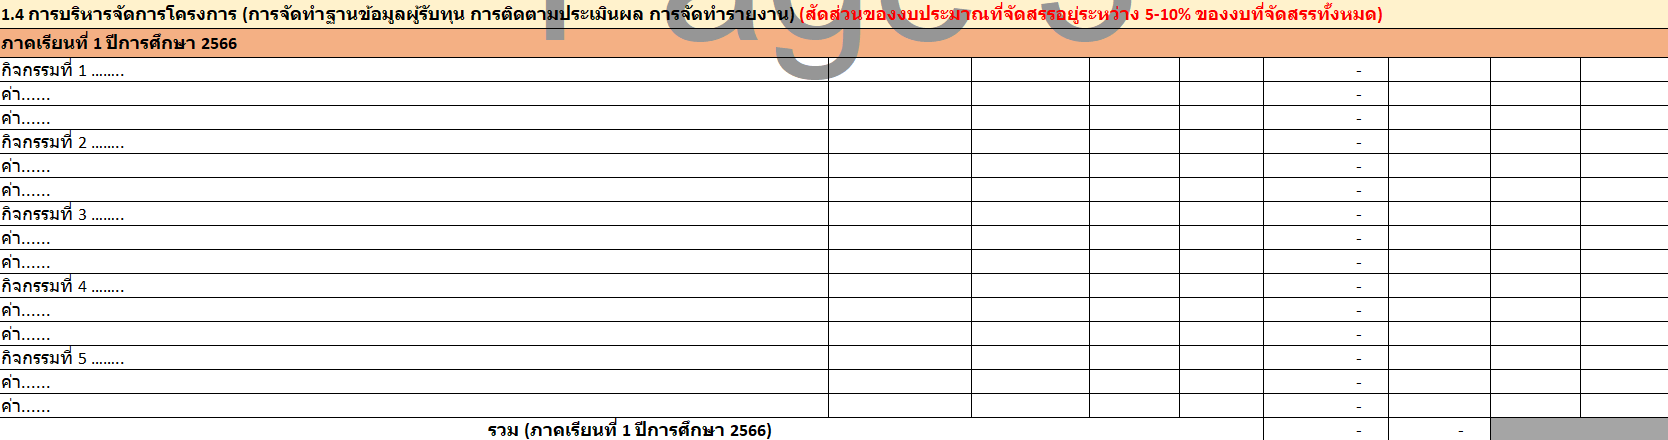 1.4 การบริหารจัดการโครงการ (การจัดทำฐานข้อมูลผู้รับทุน การติดตามประเมินผล การจัดทำรายงาน) (สัดส่วนของงบประมาณที่จัดสรรอยู่ระหว่าง 5-10% ของงบที่จัดสรรทั้งหมด)
ภาคเรียนที่ 1 ปีการศึกษา 2566
กิจกรรมที่ 1 ........ -
ค่า...... -
ค่า...... -
กิจกรรมที่ 2 ........ -
ค่า...... -
ค่า...... -
กิจกรรมที่ 3 ........ -
ค่า...... -
ค่า...... -
กิจกรรมที่ 4 ........ -
ค่า...... -
ค่า...... -
กิจกรรมที่ 5 ........ -
ค่า...... -
ค่า...... -
รวม (ภาคเรียนที่ 1 ปีการศึกษา 2566) - -